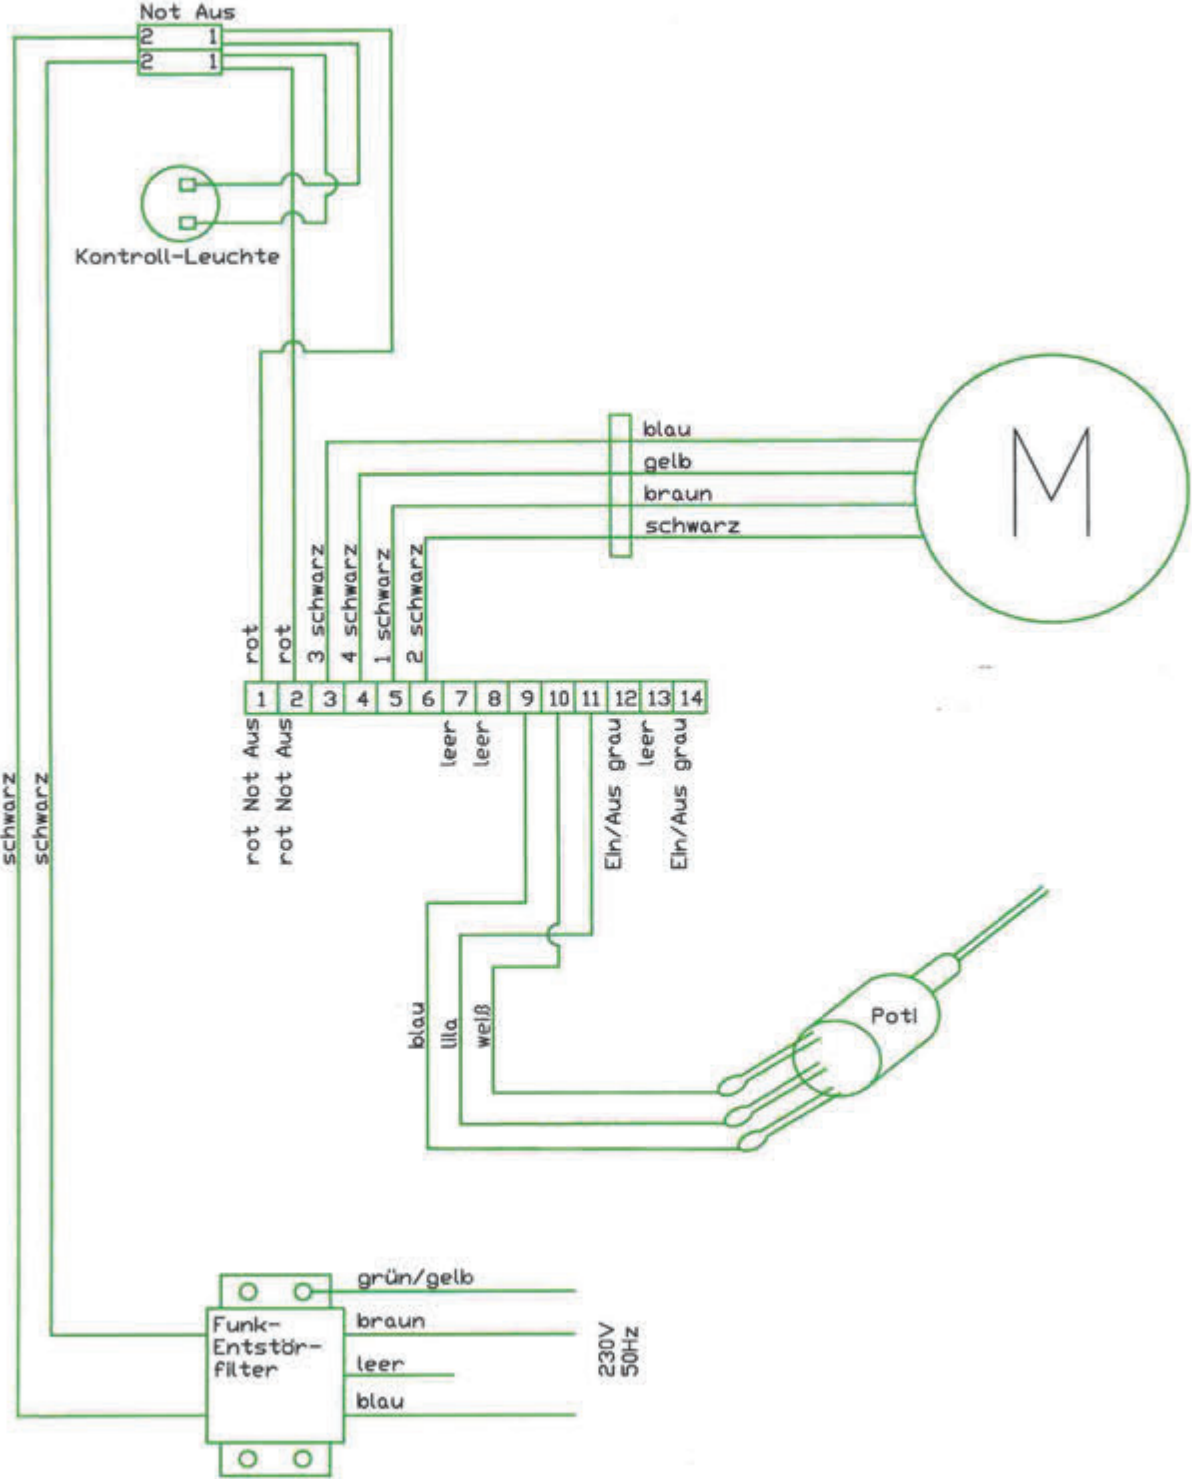 Not Aus
2 1
2 1
Kontroll-Leuchte
blau
gelb
braun
schwarz
M
rot
rot
3 schwarz
4 schwarz
1 schwarz
2 schwarz
1 2 3 4 5 6 7 8 9 10 11 12 13 14
rot Not Aus
rot Not Aus
leer
leer
EIn/Aus grau
leer
EIn/Aus grau
schwarz
schwarz
blau
lIla
weiß
PotI
grün/gelb
braun
leer
blau
Funk-
Entstör-
fIlter
230V
50Hz